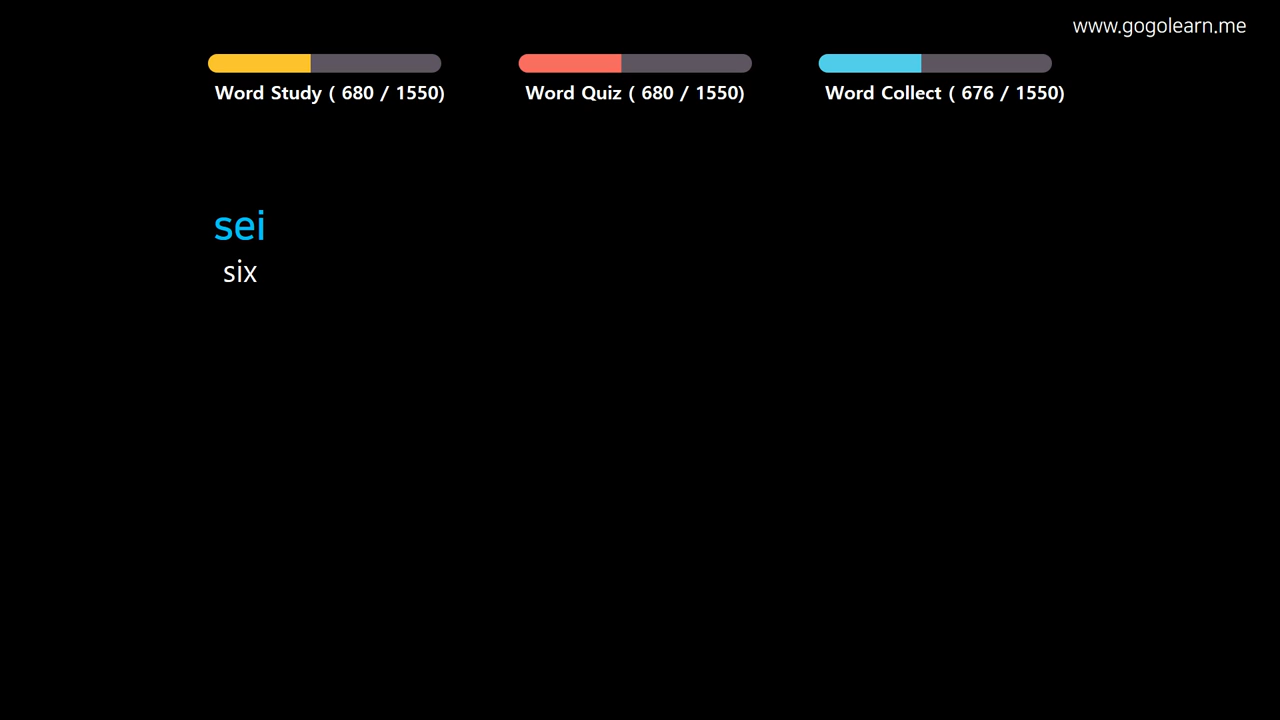 www.gogolearn.me
Word Study ( 680 / 1550)
Word Quiz ( 680 / 1550)
Word Collect ( 676 / 1550)
sei
six